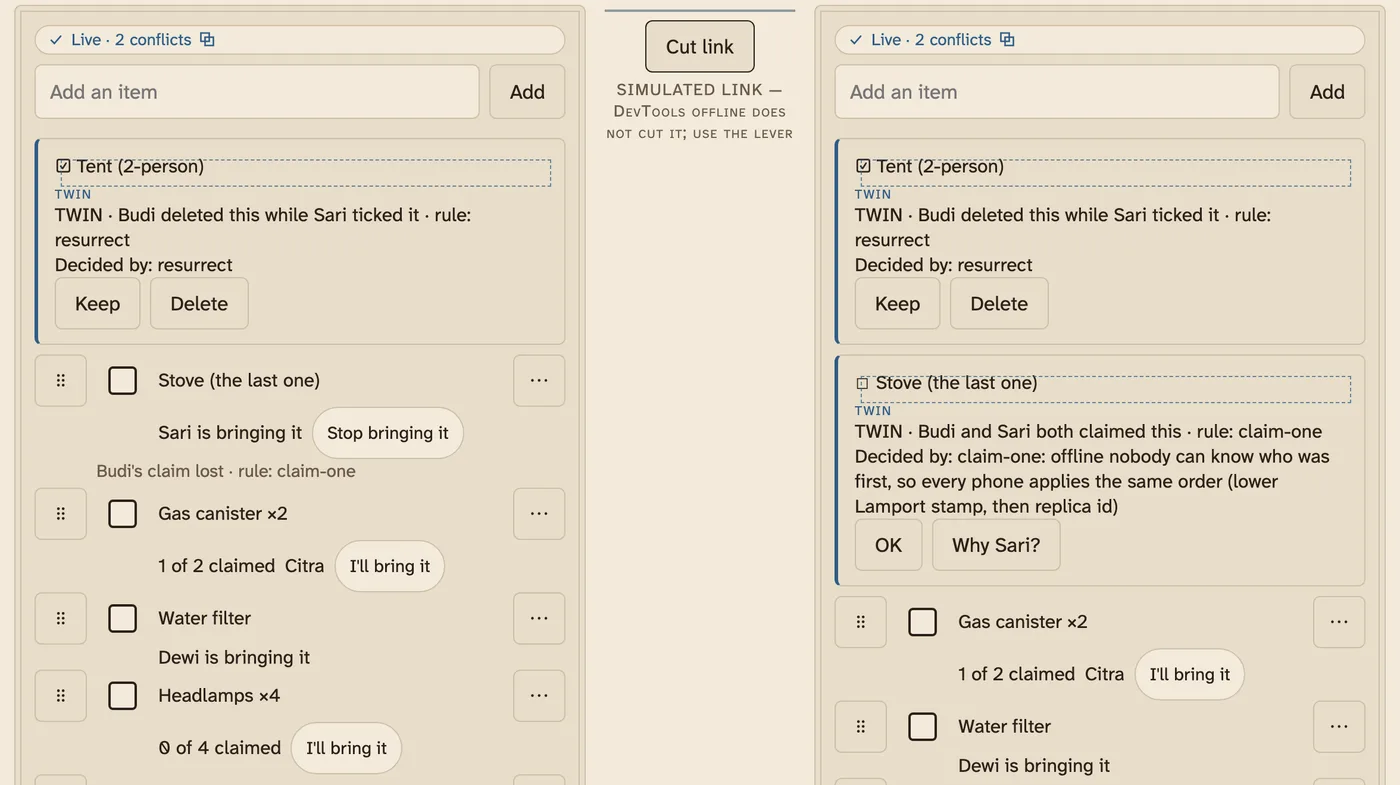 Live · 2 conflicts
Add an item
Add
Tent (2-person)
TWIN
TWIN · Budi deleted this while Sari ticked it · rule:
resurrect
Decided by: resurrect
Keep
Delete
Stove (the last one)
Sari is bringing it
Stop bringing it
Budi's claim lost · rule: claim-one
Gas canister ×2
1 of 2 claimed Citra
I'll bring it
Water filter
Dewi is bringing it
Headlamps ×4
0 of 4 claimed
I'll bring it
Cut link
SIMULATED LINK —
DEVTOOLS OFFLINE DOES
NOT CUT IT; USE THE LEVER
Live · 2 conflicts
Add an item
Add
Tent (2-person)
TWIN
TWIN · Budi deleted this while Sari ticked it · rule:
resurrect
Decided by: resurrect
Keep
Delete
Stove (the last one)
TWIN
TWIN · Budi and Sari both claimed this · rule: claim-one
Decided by: claim-one: offline nobody can know who was
first, so every phone applies the same order (lower
Lamport stamp, then replica id)
OK
Why Sari?
Gas canister ×2
1 of 2 claimed Citra
I'll bring it
Water filter
Dewi is bringing it